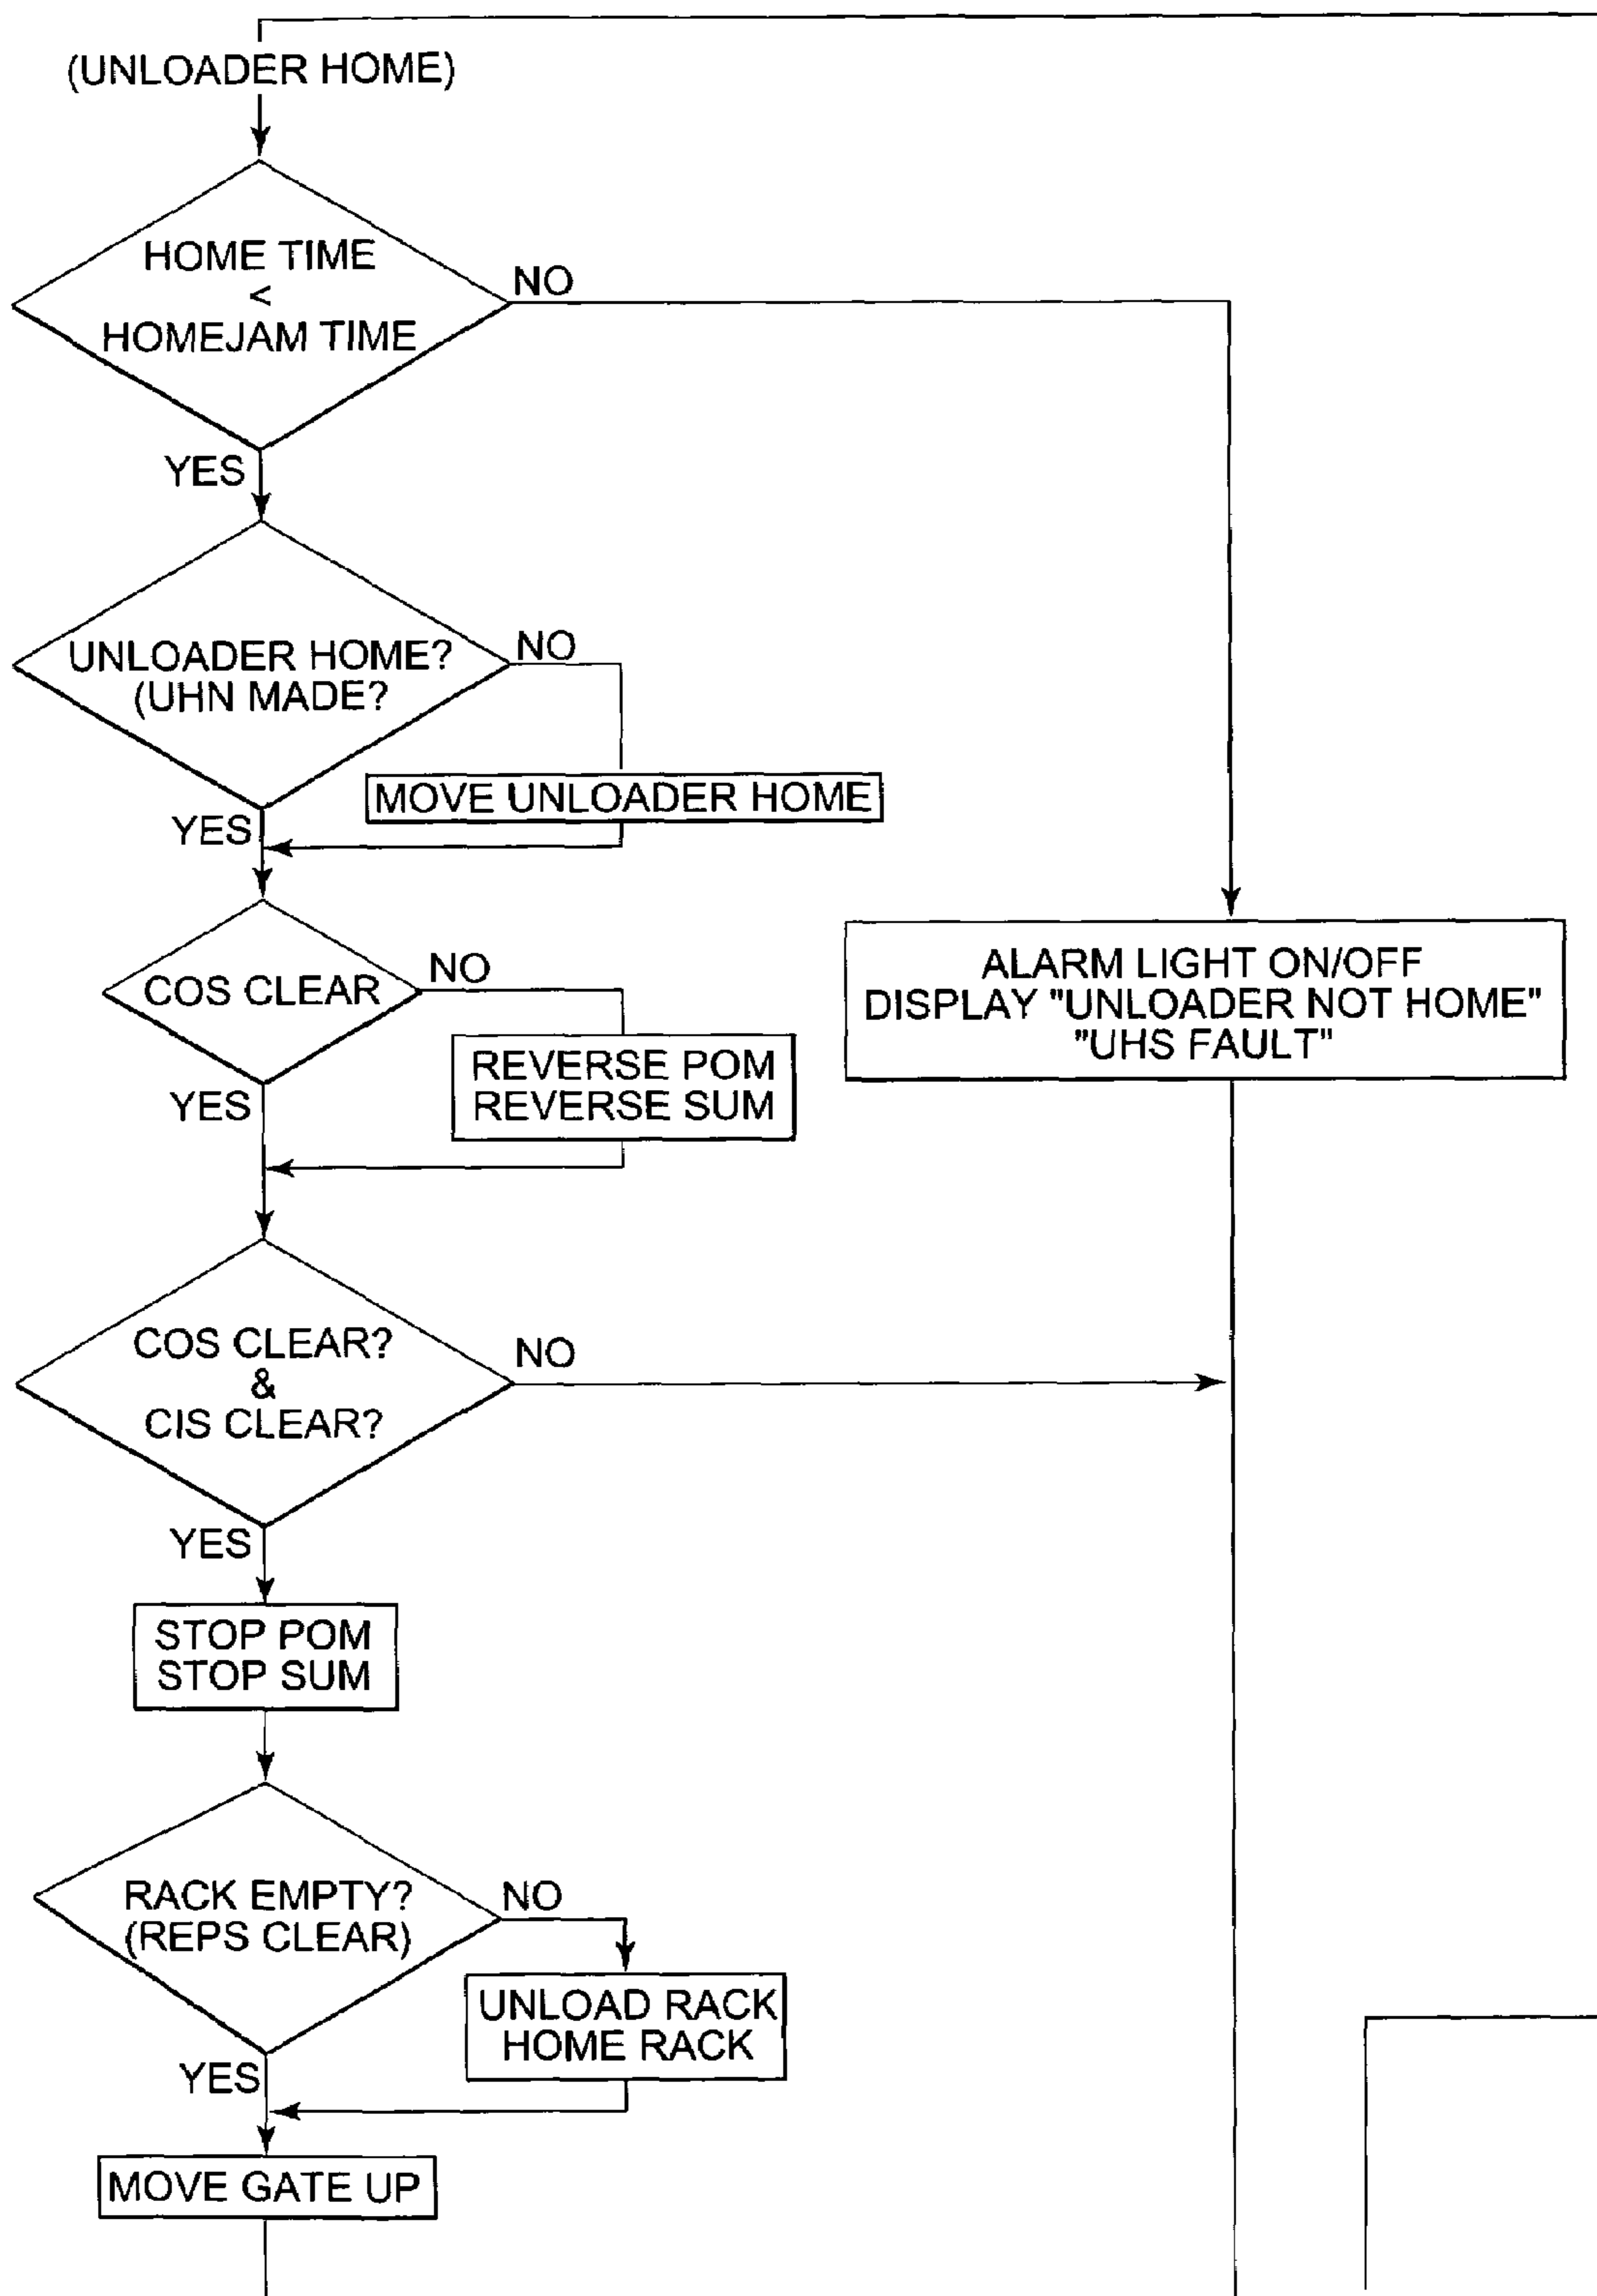 (UNLOADER HOME)
HOME TIME
<
HOMEJAM TIME
NO
YES
UNLOADER HOME?
(UHN MADE?
NO
MOVE UNLOADER HOME
YES
COS CLEAR
NO
REVERSE POM
REVERSE SUM
YES
ALARM LIGHT ON/OFF
DISPLAY "UNLOADER NOT HOME"
"UHS FAULT"
COS CLEAR?
&
CIS CLEAR?
NO
YES
STOP POM
STOP SUM
RACK EMPTY?
(REPS CLEAR)
NO
UNLOAD RACK
HOME RACK
YES
MOVE GATE UP